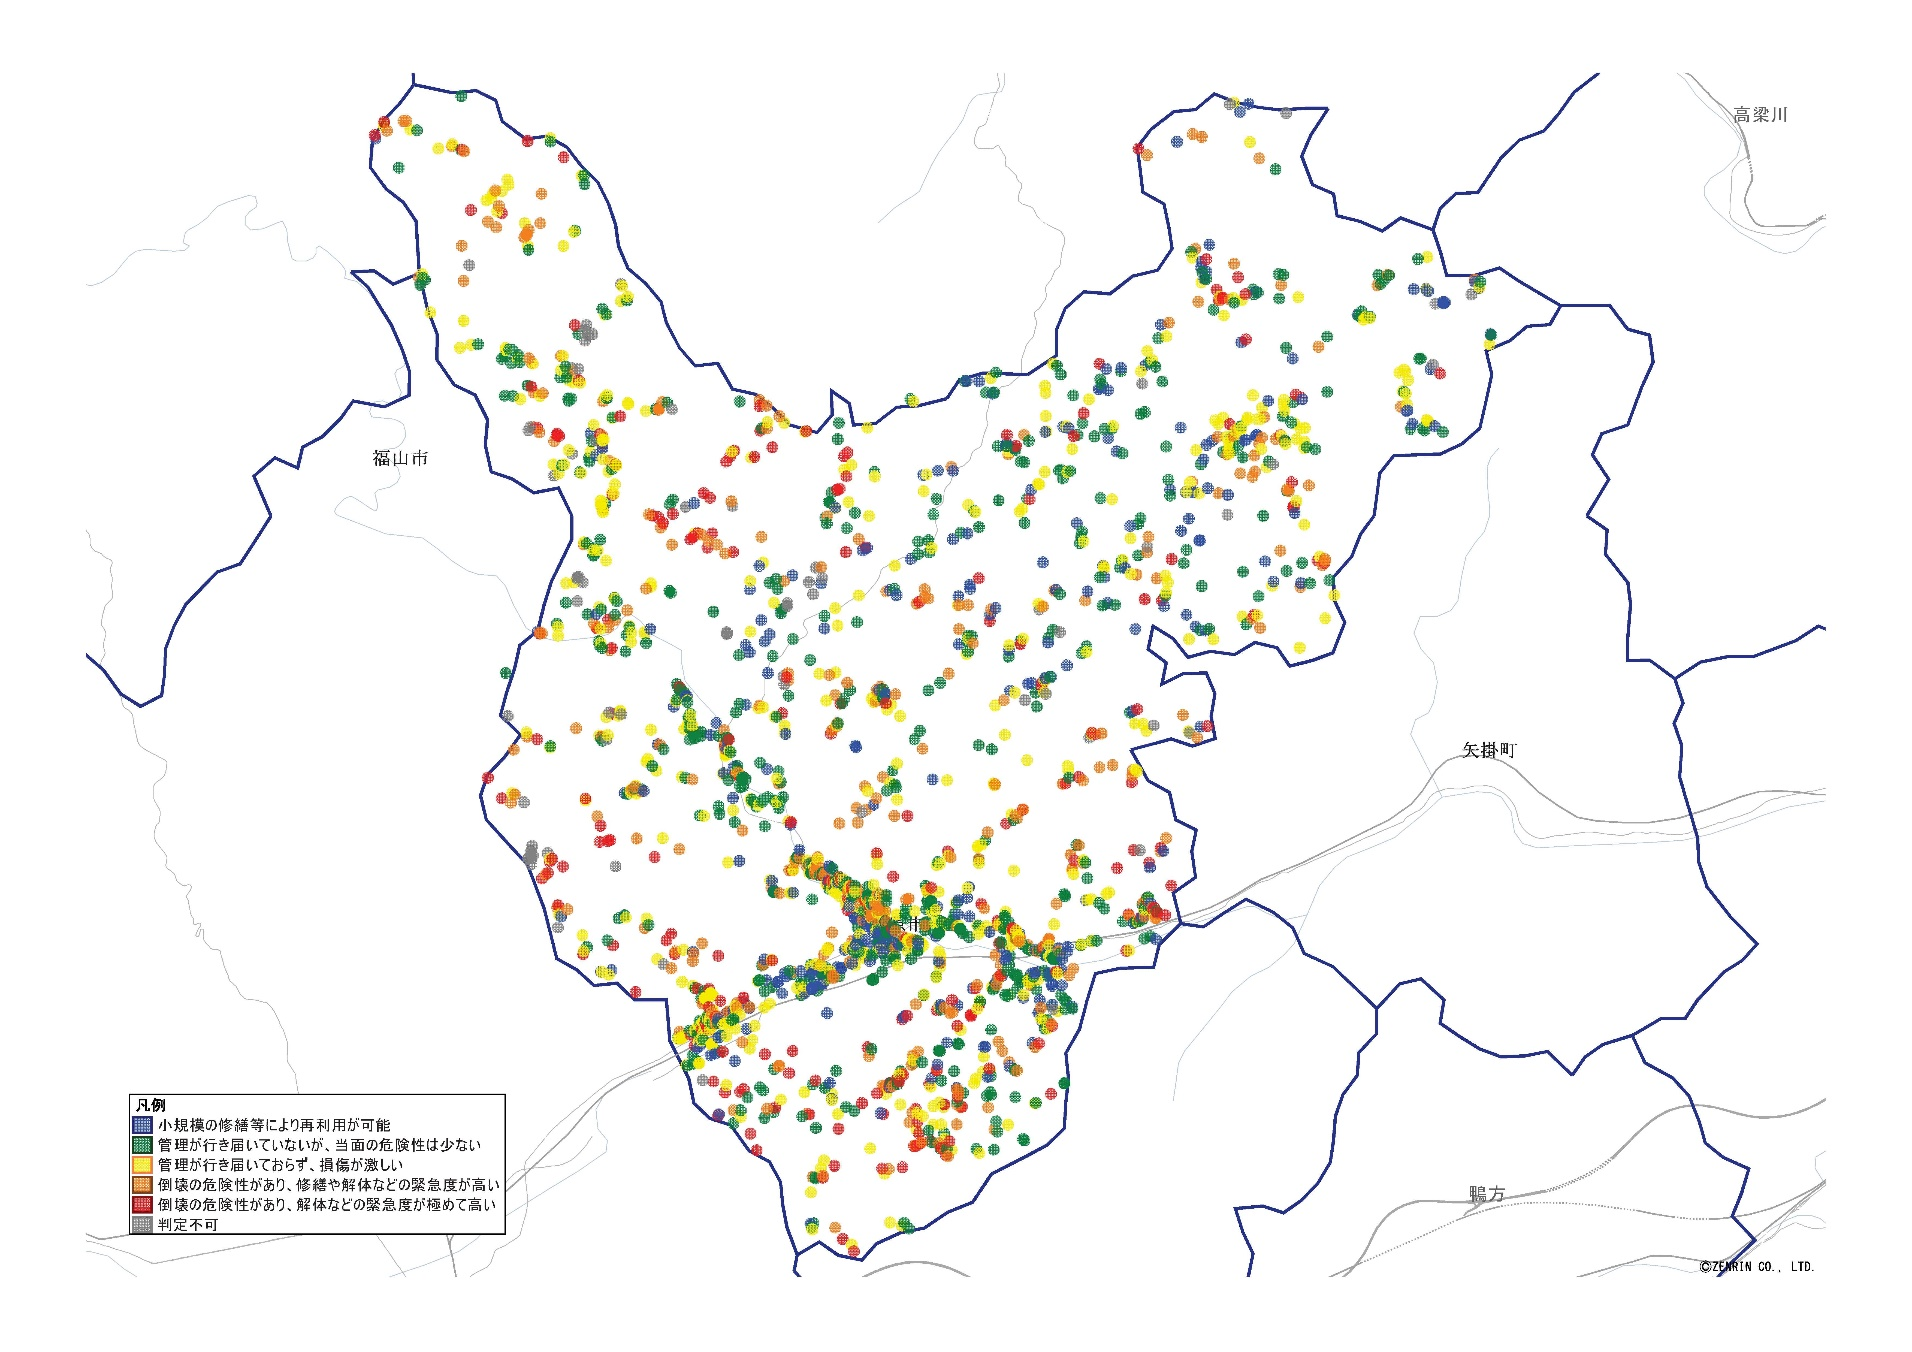 高梁川
福山市
矢掛町
井
凡例
小規模の修繕等により再利用が可能
管理が行き届いていないが、当面の危険性は少ない
管理が行き届いておらず、損傷が激しい
倒壊の危険性があり、修繕や解体などの緊急度が高い
倒壊の危険性があり、解体などの緊急度が極めて高い
判定不可
鴨方
©ZENRIN CO., LTD.